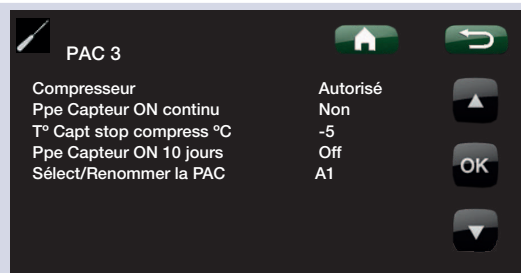 PAC 3
Compresseur Autorisé
Ppe Capteur ON continu Non
Tº Capt stop compress ºC -5
Ppe Capteur ON 10 jours Off
Sélect/Renommer la PAC A1
OK